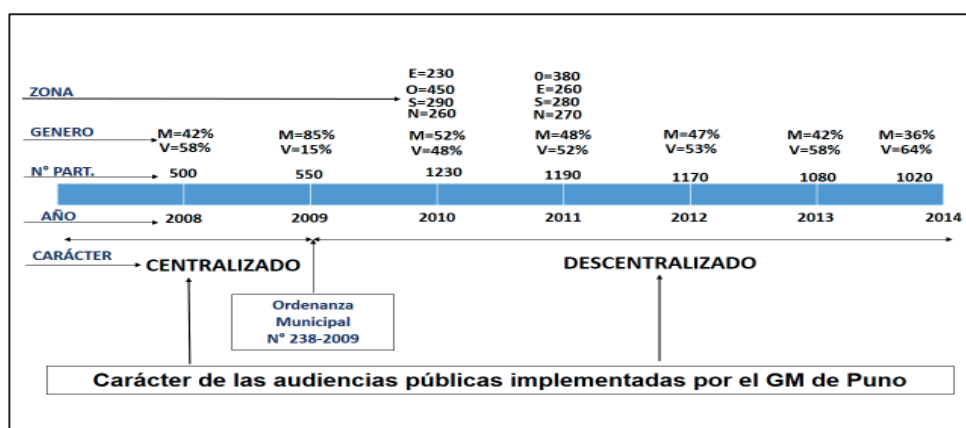 E=230 0=380
ZONA O=450 E=260
S=290 S=280
N=260 N=270
GENERO M=42% M=85% M=52% M=48% M=47% M=42% M=36%
V=58% V=15% V=48% V=52% V=53% V=58% V=64%
N° PART. 500 550 1230 1190 1170 1080 1020
AÑO 2008 2009 2010 2011 2012 2013 2014
CARÁCTER CENTRALIZADO DESCENTRALIZADO
Ordenanza
Municipal
N° 238-2009
Carácter de las audiencias públicas implementadas por el GM de Puno